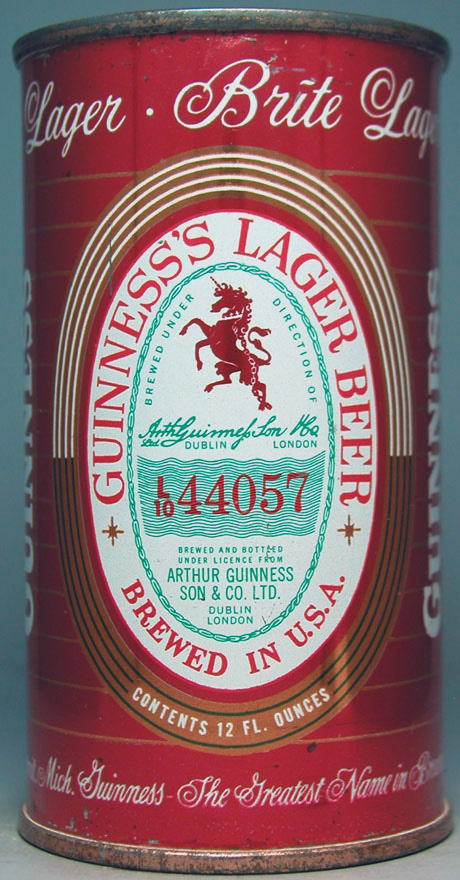 Lager · Brite Lag
GUINNESS
GUINNESS'S LAGER BEER
BREWED UNDER DIRECTION OF
Arth Guinness Son & Co
Ltd
DUBLIN LONDON
L
10 44057
BREWED AND BOTTLED
UNDER LICENCE FROM
ARTHUR GUINNESS
SON & CO. LTD.
DUBLIN
LONDON
BREWED IN U.S.A.
CONTENTS 12 FL. OUNCES
GUINNESS
Mich. Guinness - The Greatest Name in